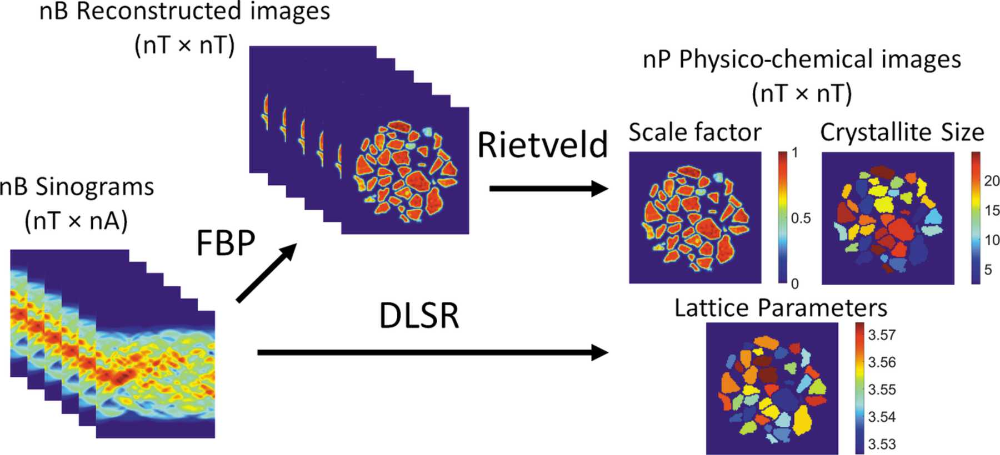 nB Reconstructed images
(nT × nT)
nP Physico-chemical images
(nT × nT)
Scale factor
Crystallite Size
Rietveld
1
0.5
0
20
15
10
5
nB Sinograms
(nT × nA)
FBP
DLSR
Lattice Parameters
3.57
3.56
3.55
3.54
3.53